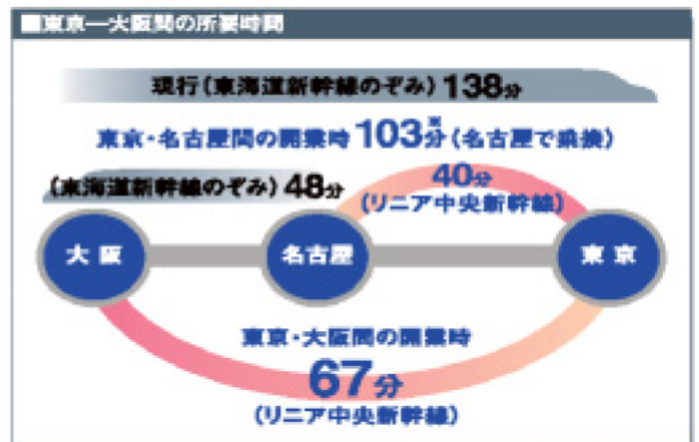 ■東京―大阪間の所要時間
現行(東海道新幹線のぞみ)138分
東京・名古屋間の開業時103分※(名古屋で乗換)
(東海道新幹線のぞみ)48分
40分
(リニア中央新幹線)
大阪
名古屋
東京
東京・大阪間の開業時
67分
(リニア中央新幹線)